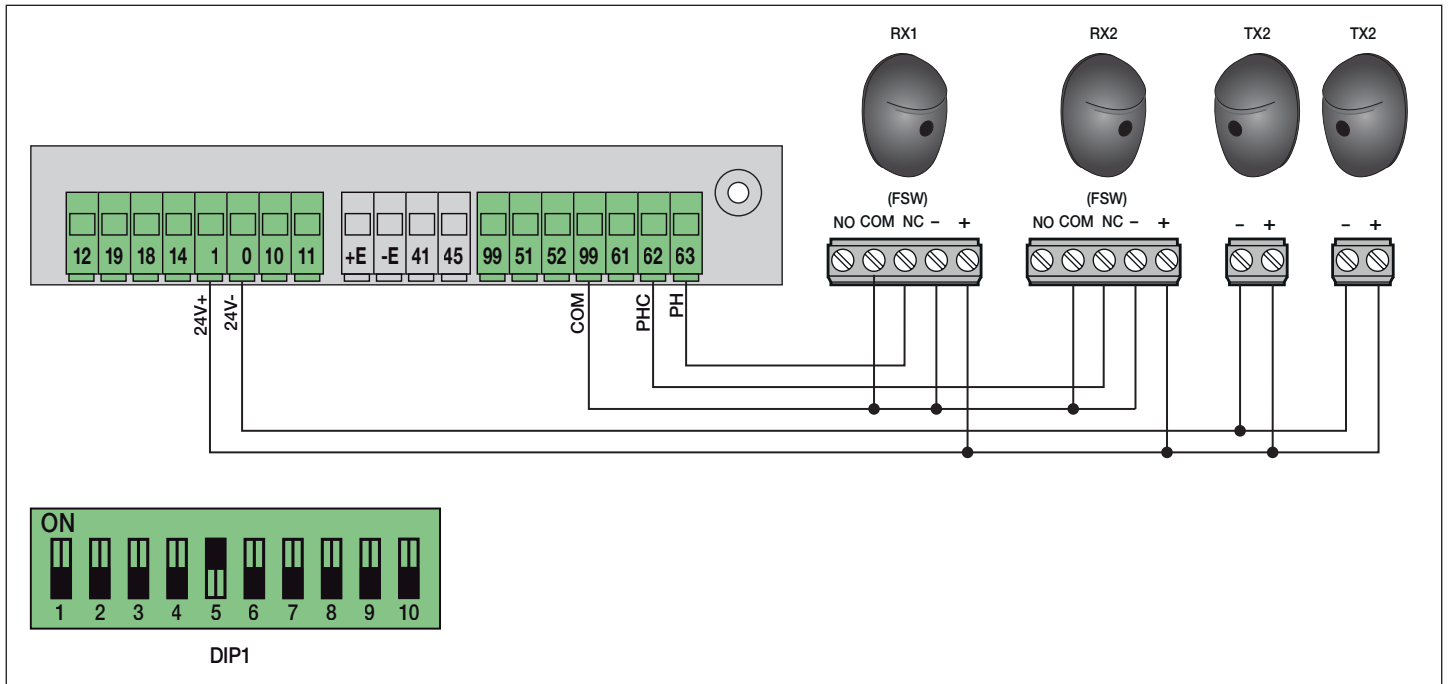 RX1 RX2 TX2 TX2
(FSW) (FSW)
NO COM NC - + NO COM NC - + - + - +
12 19 18 14 1 0 10 11 +E -E 41 45 99 51 52 99 61 62 63
24V+ 24V- COM PHC PH
ON
1 2 3 4 5 6 7 8 9 10
DIP1